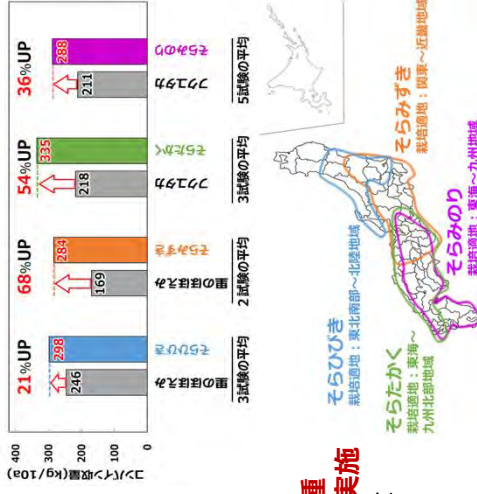 コンバイン収量(kg/10a)
400
300
200
100
0
21%UP
68%UP
54%UP
36%UP
246
298
169
284
218
335
211
288
里のほほえみ
そらひびき
里のほほえみ
そらみずき
フクユタカ
そらたかく
フクユタカ
そらみのり
3試験の平均
2試験の平均
3試験の平均
5試験の平均
そらひびき
栽培適地：東北南部～北陸地域
そらみずき
栽培適地：関東～近畿地域
そらたかく
栽培適地：東海～
九州北部地域
そらみのり
栽培適地：東海～九州地域
種
実施